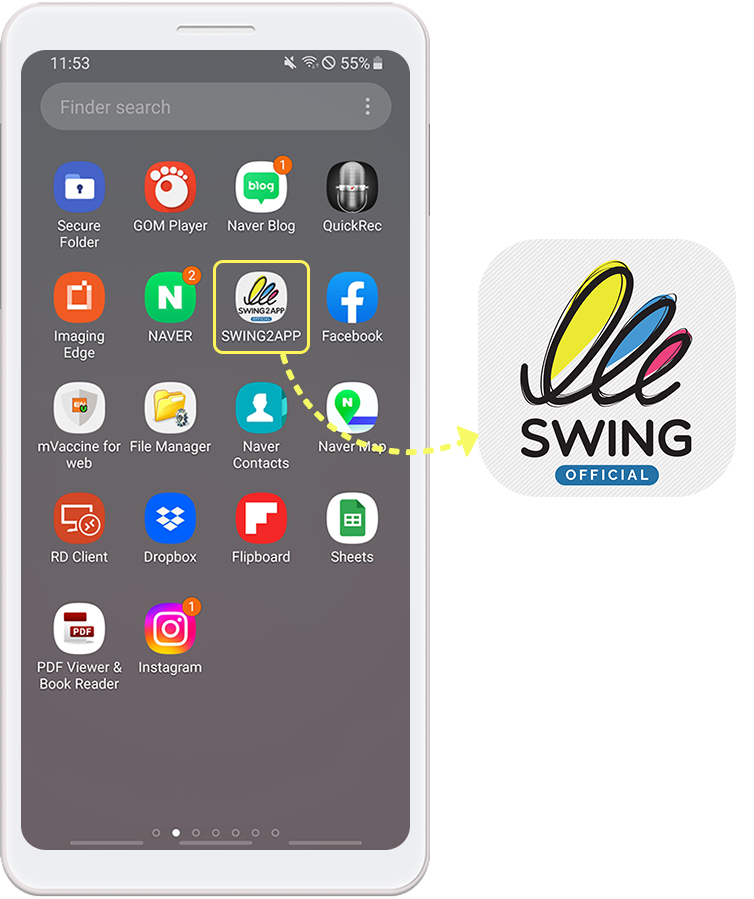 11:53
55%
Finder search
Secure
Folder
GOM Player
blog
1
Naver Blog
QuickRec
Imaging
Edge
N
2
NAVER
SWING2APP
OFFICIAL
SWING2APP
Facebook
mVaccine for
web
File Manager
Naver
Contacts
N
Naver Map
RD Client
Dropbox
Flipboard
Sheets
PDF
PDF Viewer &
Book Reader
1
Instagram
SWING
OFFICIAL